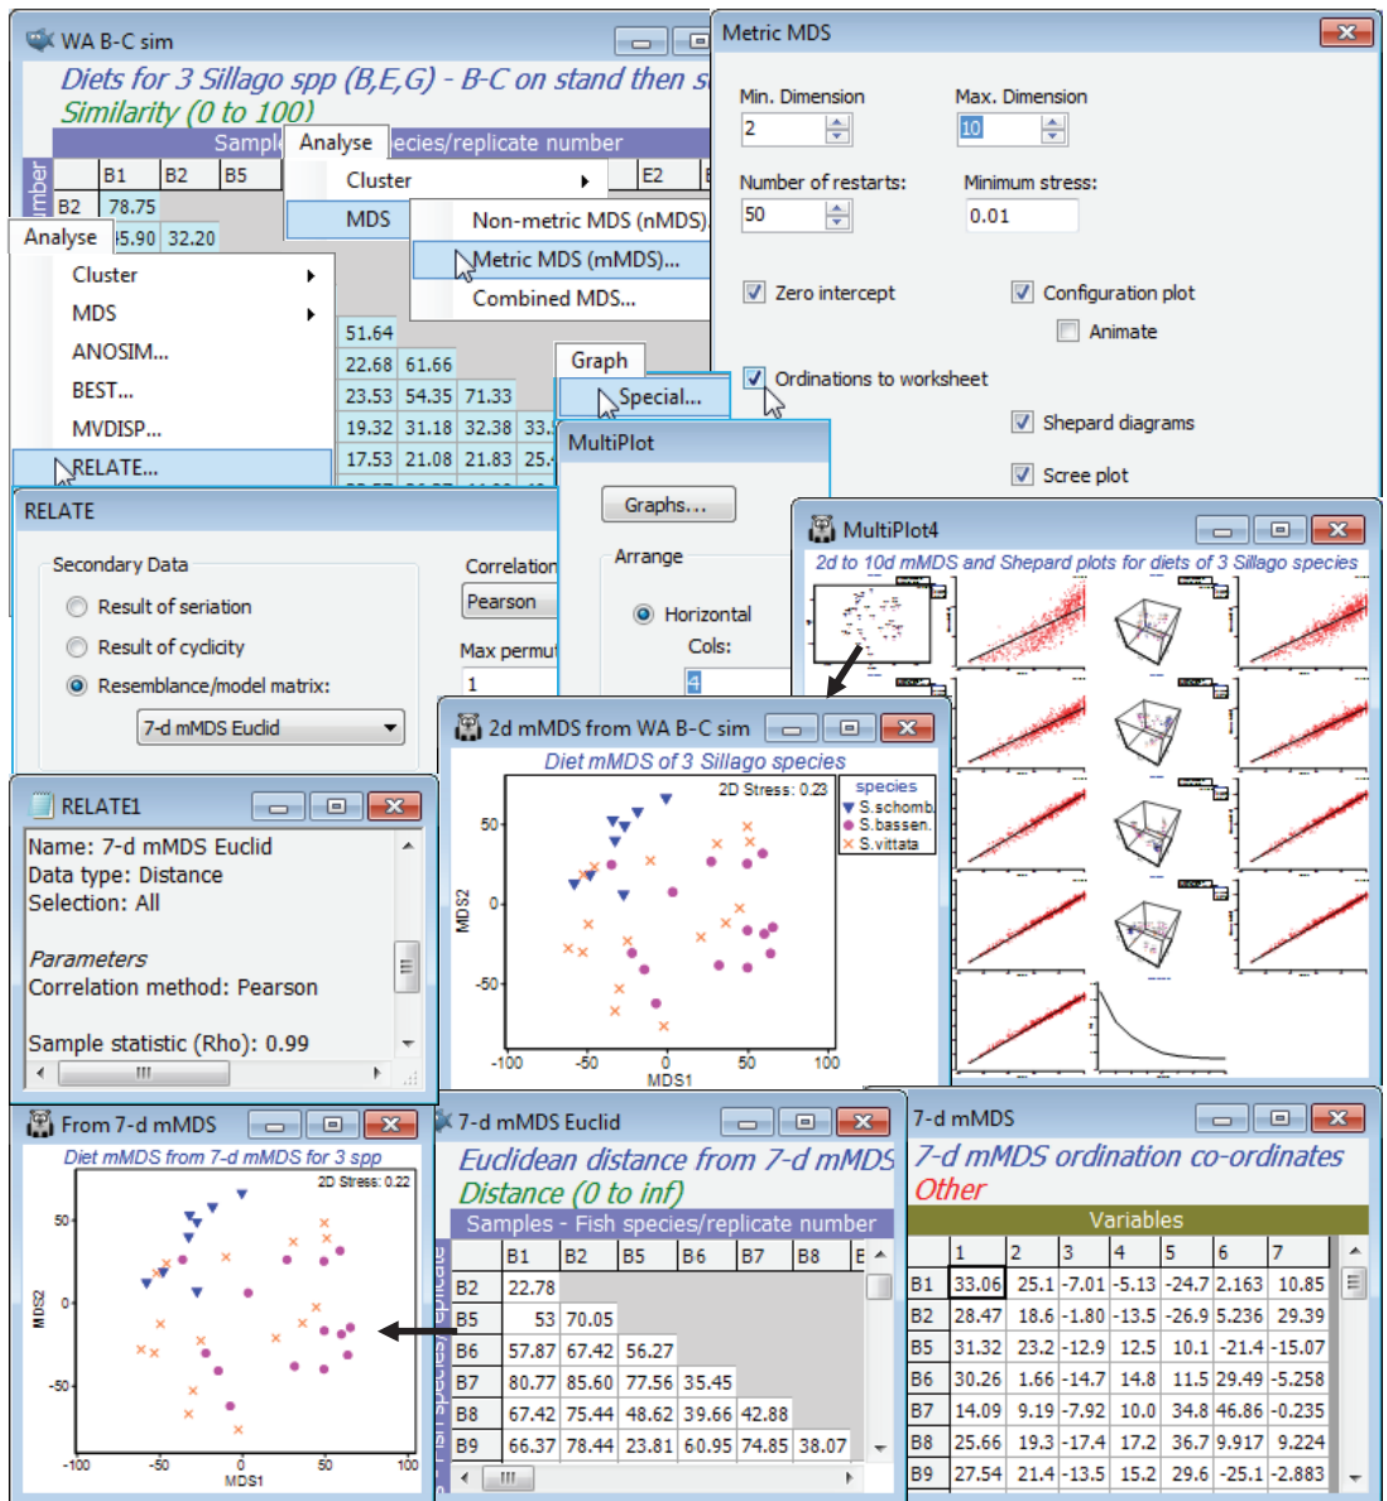 WA B-C sim
Diets for 3 Sillago spp (B,E,G) - B-C on stand then s
Similarity (0 to 100)
Analyse
ecies/replicate number
B1 B2 B5 E2
B2 78.75
45.90 32.20
Cluster
MDS
Non-metric MDS (nMDS)
Metric MDS (mMDS)...
Combined MDS...
Analyse
Cluster
MDS
ANOSIM...
BEST...
MVDISP...
RELATE...
51.64
22.68 61.66
23.53 54.35 71.33
19.32 31.18 32.38 33.
17.53 21.08 21.83 25.
Metric MDS
Min. Dimension Max. Dimension
2 10
Number of restarts: Minimum stress:
50 0.01
Zero intercept Configuration plot
Animate
Ordinations to worksheet
Shepard diagrams
Scree plot
Graph
Special...
MultiPlot
Graphs...
Arrange
Horizontal
Cols:
4
RELATE
Secondary Data
Result of seriation
Result of cyclicity
Resemblance/model matrix:
7-d mMDS Euclid
Correlation
Pearson
Max permut
1
MultiPlot4
2d to 10d mMDS and Shepard plots for diets of 3 Sillago species
2d mMDS from WA B-C sim
Diet mMDS of 3 Sillago species
2D Stress: 0.23
species
S.schomb.
S.bassen.
S.vittata
MDS2
50
0
-50
-100 -50 0 50 100
MDS1
RELATE1
Name: 7-d mMDS Euclid
Data type: Distance
Selection: All
Parameters
Correlation method: Pearson
Sample statistic (Rho): 0.99
From 7-d mMDS
Diet mMDS from 7-d mMDS for 3 spp
2D Stress: 0.22
MDS2
50
0
-50
-100 -50 0 50 100
MDS1
7-d mMDS Euclid
Euclidean distance from 7-d mMDS
Distance (0 to inf)
Samples - Fish species/replicate number
B1 B2 B5 B6 B7 B8
B2 22.78
B5 53 70.05
B6 57.87 67.42 56.27
B7 80.77 85.60 77.56 35.45
B8 67.42 75.44 48.62 39.66 42.88
B9 66.37 78.44 23.81 60.95 74.85 38.07
7-d mMDS
7-d mMDS ordination co-ordinates
Other
Variables
1 2 3 4 5 6 7
B1 33.06 25.1 -7.01 -5.13 -24.7 2.163 10.85
B2 28.47 18.6 -1.80 -13.5 -26.9 5.236 29.39
B5 31.32 23.2 -12.9 12.5 10.1 -21.4 -15.07
B6 30.26 1.66 -14.7 14.8 11.5 29.49 -5.258
B7 14.09 9.19 -7.92 10.0 34.8 46.86 -0.235
B8 25.66 19.3 -17.4 17.2 36.7 9.917 9.224
B9 27.54 21.4 -13.5 15.2 29.6 -25.1 -2.883